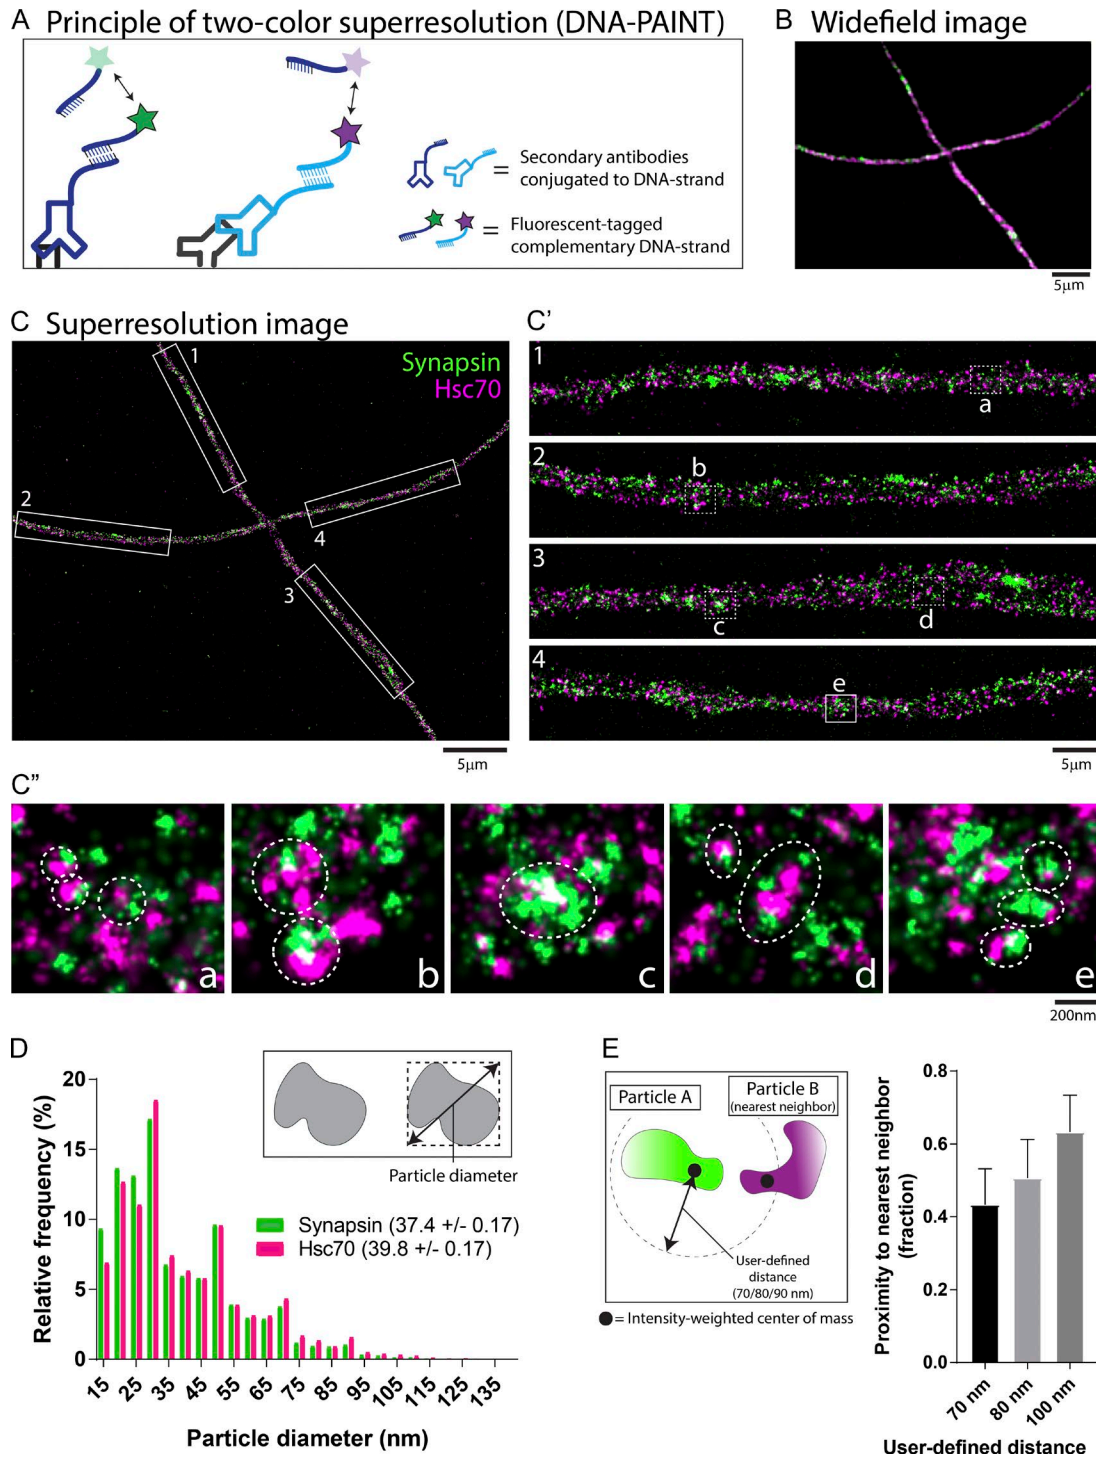 A Principle of two-color superresolution (DNA-PAINT)
= Secondary antibodies
conjugated to DNA-strand
= Fluorescent-tagged
complementary DNA-strand
B Widefield image
5μm
C Superresolution image
Synapsin
Hsc70
1
2
3
4
5μm
C'
1
a
2
b
3
c
d
4
e
5μm
C"
a
b
c
d
e
200nm
D
Relative frequency (%)
20
15
10
5
0
Particle diameter
Synapsin (37.4 +/- 0.17)
Hsc70 (39.8 +/- 0.17)
15 25 35 45 55 65 75 85 95 105 115 125 135
Particle diameter (nm)
E
Particle A
Particle B
(nearest neighbor)
User-defined
distance
(70/80/90 nm)
= Intensity-weighted center of mass
Proximity to nearest neighbor
(fraction)
0.8
0.6
0.4
0.2
0.0
70 nm
80 nm
100 nm
User-defined distance